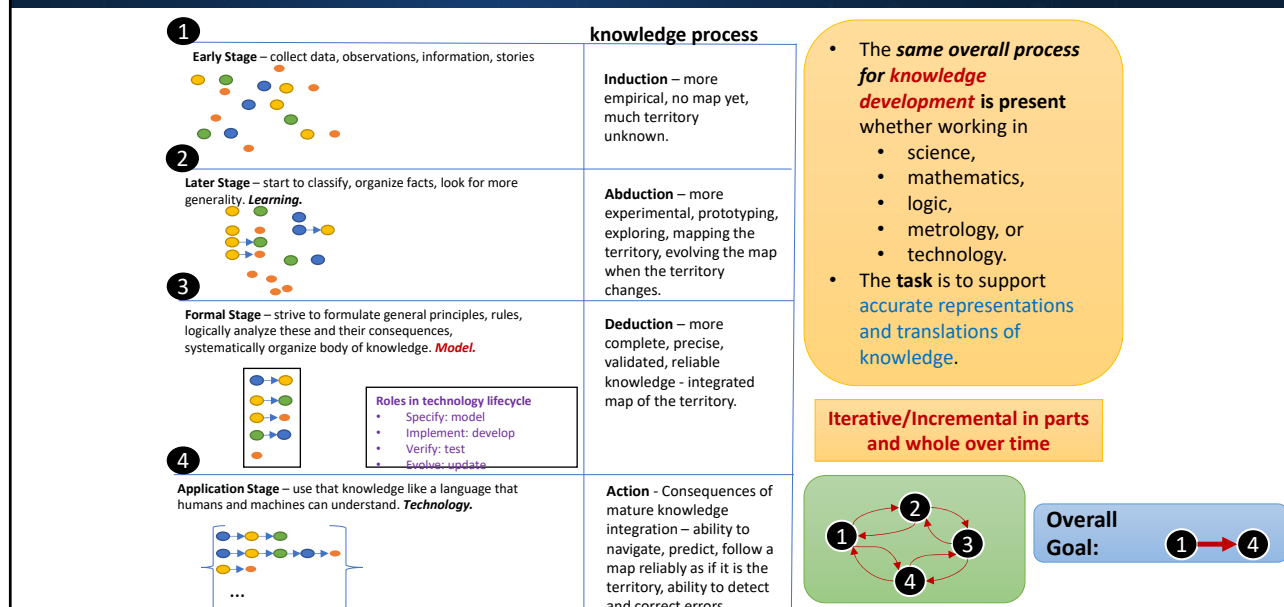 1
knowledge process
Early Stage – collect data, observations, information, stories
Induction – more
empirical, no map yet,
much territory
unknown.
2
Later Stage – start to classify, organize facts, look for more
generality. Learning.
Abduction – more
experimental, prototyping,
exploring, mapping the
territory, evolving the map
when the territory
changes.
3
Formal Stage – strive to formulate general principles, rules,
logically analyze these and their consequences,
systematically organize body of knowledge. Model.
Deduction – more
complete, precise,
validated, reliable
knowledge - integrated
map of the territory.
Roles in technology lifecycle
• Specify: model
• Implement: develop
• Verify: test
• Evolve: update
4
Application Stage – use that knowledge like a language that
humans and machines can understand. Technology.
...
Action - Consequences of
mature knowledge
integration – ability to
navigate, predict, follow a
map reliably as if it is the
territory, ability to detect
and correct errors
• The same overall process
for knowledge
development is present
whether working in
• science,
• mathematics,
• logic,
• metrology, or
• technology.
• The task is to support
accurate representations
and translations of
knowledge.
Iterative/Incremental in parts
and whole over time
2
1
3
4
Overall
Goal:
1 4